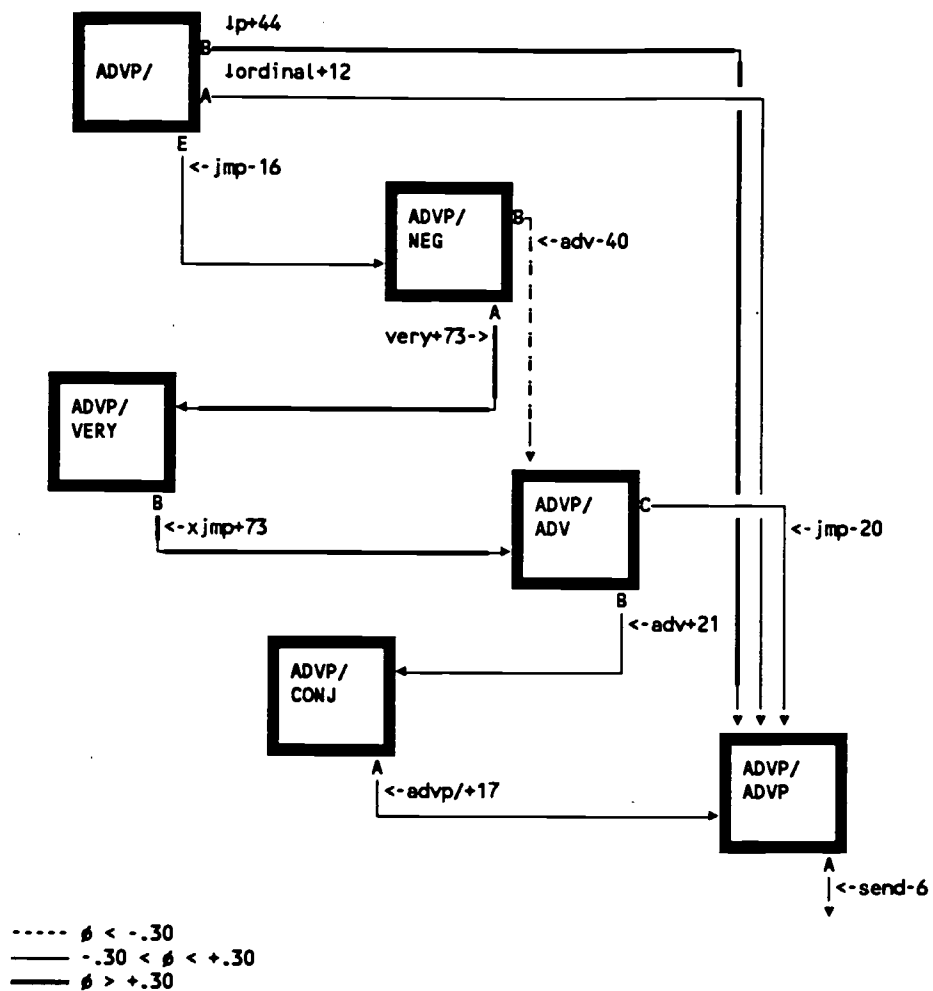 ↓p+44
B
ADVP/
↓ordinal+12
A
E
<-jmp-16
ADVP/
NEG
B
<-adv-40
A
very+73->
ADVP/
VERY
B
<-xjmp+73
ADVP/
ADV
C
<-jmp-20
B
<-adv+21
ADVP/
CONJ
A
<-advp/+17
ADVP/
ADVP
A
<-send-6
----- ø < -.30
—— -.30 < ø < +.30
—— ø > +.30